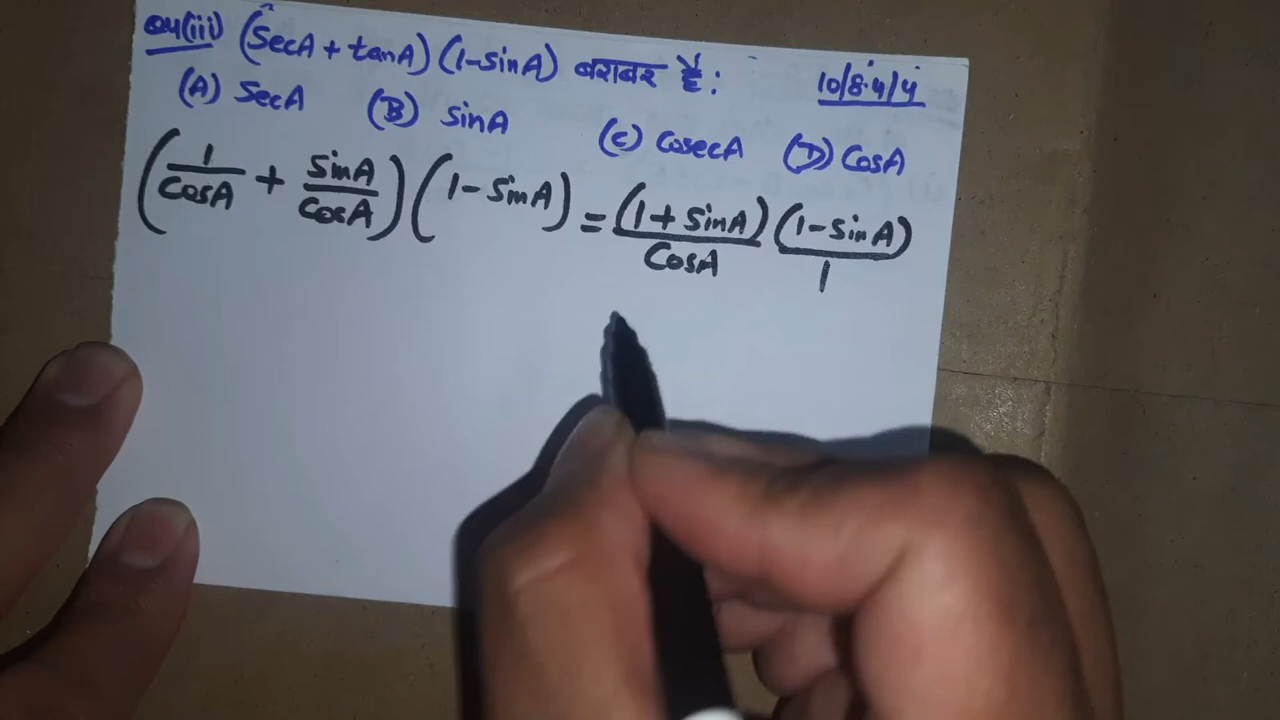 Q4(iii) (SecA + tanA) (1-sinA) बराबर है: 10/8.4/4
(A) SecA (B) sinA (C) CosecA (D) CosA
(1/CosA + sinA/CosA) (1-sinA) = (1+sinA)/CosA (1-sinA)/1